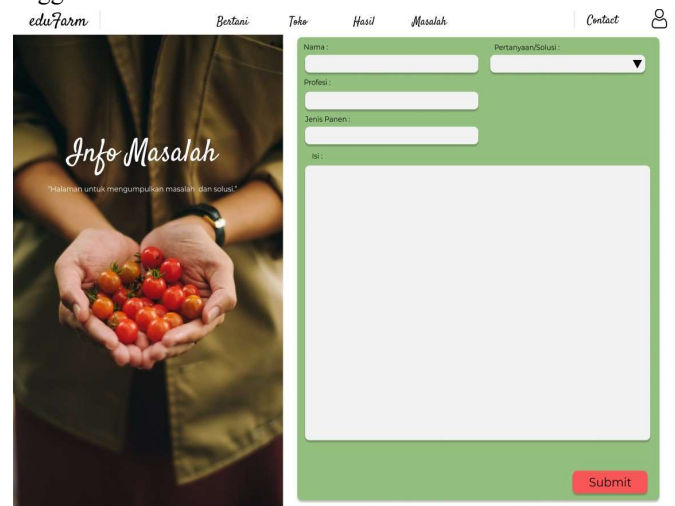 eduFarm
Bertani
Toko
Hasil
Masalah
Contact
Info Masalah
"Halaman untuk mengumpulkan masalah dan solusi."
Nama :
Pertanyaan/Solusi :
Profesi :
Jenis Panen :
Isi :
Submit